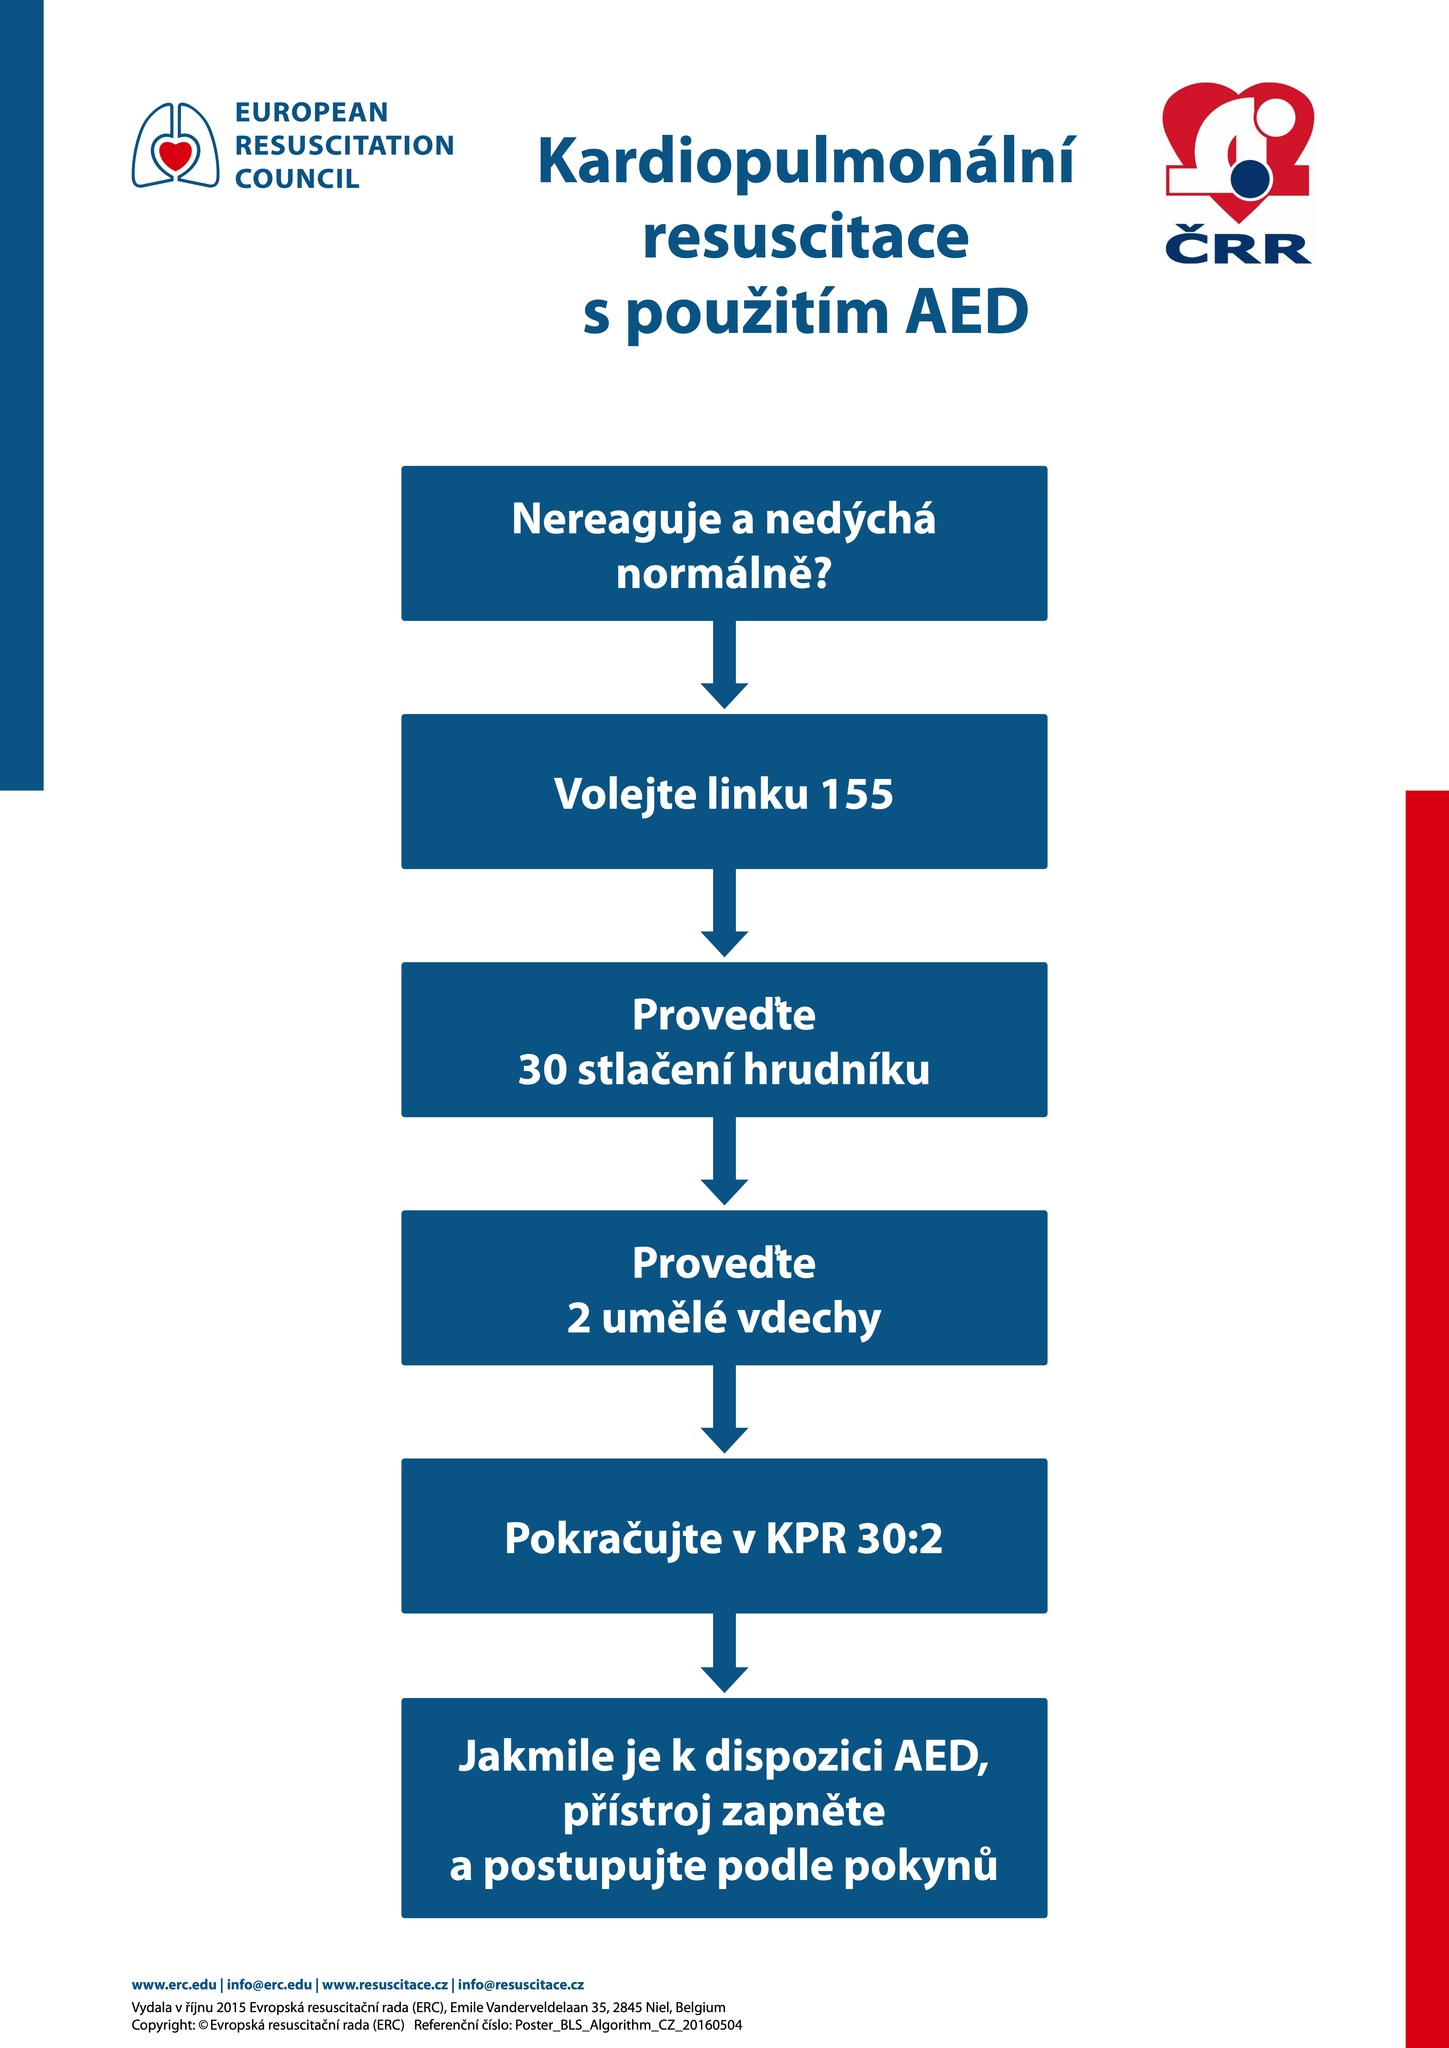 EUROPEAN
RESUSCITATION
COUNCIL
Kardiopulmonální
resuscitace
s použitím AED
ČRR
Nereaguje a nedýchá
normálně?
Volejte linku 155
Proveďte
30 stlačení hrudníku
Proveďte
2 umělé vdechy
Pokračujte v KPR 30:2
Jakmile je k dispozici AED,
přístroj zapněte
a postupujte podle pokynů
www.erc.edu | info@erc.edu | www.resuscitace.cz | info@resuscitace.cz
Vydala v říjnu 2015 Evropská resuscitační rada (ERC), Emile Vanderveldelaan 35, 2845 Niel, Belgium
Copyright: © Evropská resuscitační rada (ERC) Referenční číslo: Poster_BLS_Algorithm_CZ_20160504